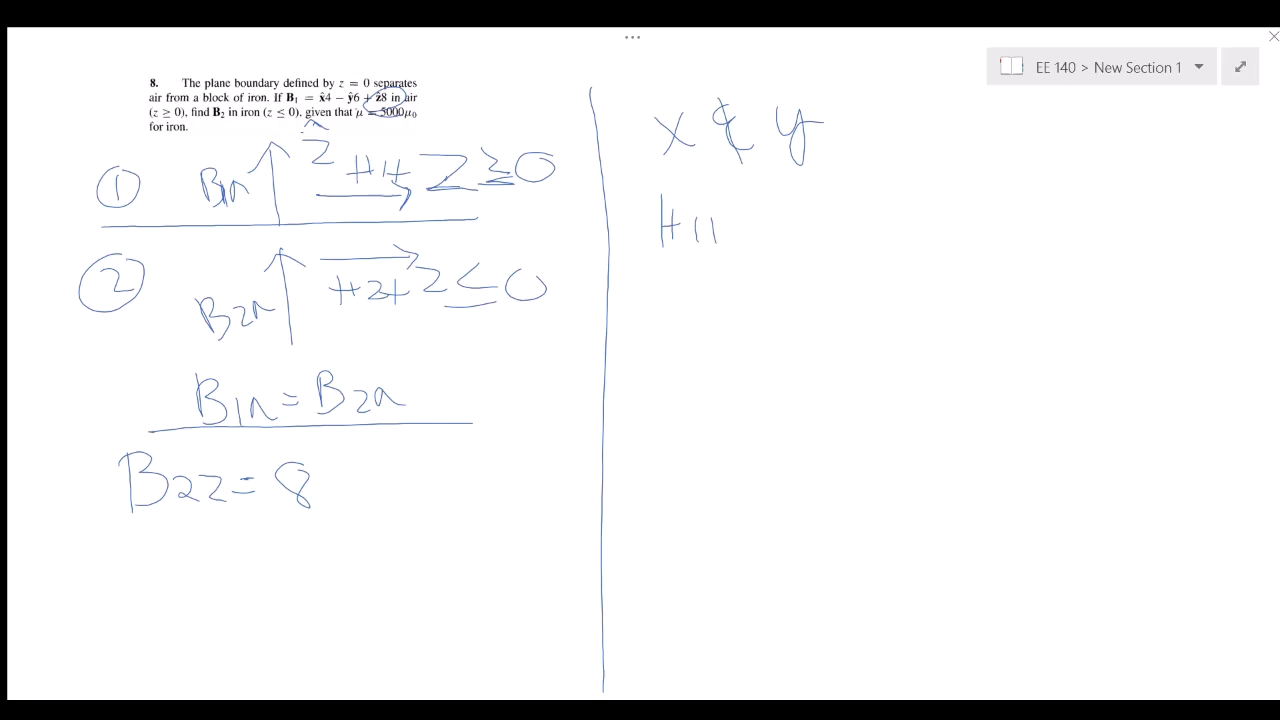 EE 140 > New Section 1
8. The plane boundary defined by z = 0 separates
air from a block of iron. If B₁ = x̂4 − ŷ6 + ẑ8 in air
(z ≥ 0), find B₂ in iron (z ≤ 0), given that μ = 5000μ₀
for iron.
ẑ
① B1n H1t Z ≥ 0
② B2n H2t Z ≤ 0
B1n = B2n
B2z = 8
x & y
H11